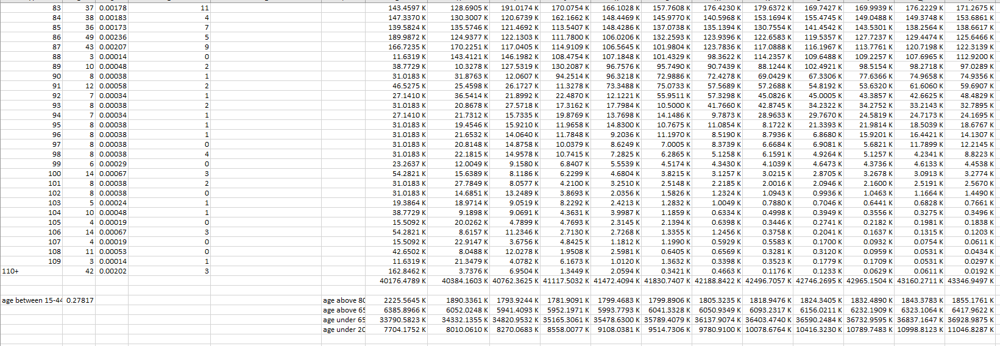 83 37 0.00178 11 143.4597 K 128.6905 K 191.0174 K 170.0754 K 166.1028 K 157.7608 K 176.4230 K 179.6372 K 169.7427 K 169.9939 K 176.2229 K 171.2675 K
84 38 0.00183 4 147.3370 K 130.3007 K 120.6739 K 162.1662 K 148.4469 K 145.9770 K 140.5968 K 153.1694 K 155.4745 K 149.0488 K 149.3748 K 153.6861 K
85 36 0.00173 7 139.5824 K 135.5746 K 121.4692 K 113.5407 K 148.4286 K 137.0738 K 135.1394 K 130.7554 K 141.4542 K 143.5301 K 138.2564 K 138.6617 K
86 49 0.00236 5 189.9872 K 124.9377 K 122.1303 K 111.7800 K 106.0206 K 132.2593 K 123.9396 K 122.6583 K 119.5357 K 127.7237 K 129.4474 K 125.6466 K
87 43 0.00207 9 166.7235 K 170.2251 K 117.0405 K 114.9109 K 106.5645 K 101.9804 K 123.7836 K 117.0888 K 116.1967 K 113.7761 K 120.7198 K 122.3139 K
88 3 0.00014 0 11.6319 K 143.4121 K 146.1982 K 108.4754 K 107.1848 K 101.4329 K 98.3622 K 114.2357 K 109.6488 K 109.2257 K 107.6965 K 112.9200 K
89 10 0.00048 2 38.7729 K 10.3278 K 127.5319 K 130.2087 K 96.7576 K 95.7490 K 90.7439 K 88.1244 K 102.4921 K 98.5154 K 98.2718 K 97.0289 K
90 8 0.00038 1 31.0183 K 31.8763 K 12.0607 K 94.2514 K 96.3218 K 72.9886 K 72.4278 K 69.0429 K 67.3306 K 77.6366 K 74.9658 K 74.9356 K
91 12 0.00058 2 46.5275 K 25.4598 K 26.1727 K 11.3278 K 73.3488 K 75.0733 K 57.5689 K 57.2688 K 54.8192 K 53.6320 K 61.6060 K 59.6907 K
92 7 0.00034 1 27.1410 K 36.5414 K 21.8992 K 22.4870 K 12.1221 K 55.9511 K 57.3298 K 45.0826 K 45.0005 K 43.3857 K 42.6625 K 48.4829 K
93 8 0.00038 2 31.0183 K 20.8678 K 27.5718 K 17.3162 K 17.7984 K 10.5000 K 41.7660 K 42.8745 K 34.2322 K 34.2752 K 33.2143 K 32.7895 K
94 7 0.00034 1 27.1410 K 21.7312 K 15.7335 K 19.8769 K 13.7698 K 14.1486 K 9.7873 K 28.9633 K 29.7670 K 24.5819 K 24.7173 K 24.1695 K
95 8 0.00038 1 31.0183 K 19.4546 K 15.9210 K 11.9658 K 14.8300 K 10.7675 K 11.0854 K 8.1722 K 21.3393 K 21.9814 K 18.5039 K 18.6767 K
96 8 0.00038 1 31.0183 K 21.6532 K 14.0640 K 11.7848 K 9.2036 K 11.1970 K 8.5190 K 8.7936 K 6.8680 K 15.9201 K 16.4421 K 14.1307 K
97 8 0.00038 0 31.0183 K 20.8148 K 14.8758 K 10.0379 K 8.6249 K 7.0005 K 8.3739 K 6.6684 K 6.9081 K 5.6821 K 11.7899 K 12.2145 K
98 8 0.00038 4 31.0183 K 22.1815 K 14.9578 K 10.7415 K 7.2825 K 6.2865 K 5.1258 K 6.1591 K 4.9264 K 5.1257 K 4.2341 K 8.8223 K
99 6 0.00029 0 23.2637 K 12.0049 K 9.1580 K 6.8407 K 5.5539 K 4.5174 K 4.3430 K 4.1039 K 4.6473 K 4.3736 K 4.6133 K 4.4538 K
100 14 0.00067 3 54.2821 K 15.6389 K 8.1186 K 6.2299 K 4.6804 K 3.8215 K 3.1257 K 3.0215 K 2.8705 K 3.2678 K 3.0913 K 3.2774 K
101 8 0.00038 2 31.0183 K 27.7849 K 8.0577 K 4.2100 K 3.2510 K 2.5148 K 2.2185 K 2.0016 K 2.0946 K 2.1600 K 2.5191 K 2.5670 K
102 8 0.00038 0 31.0183 K 14.6851 K 13.2489 K 3.8693 K 2.0356 K 1.5826 K 1.2324 K 1.0943 K 0.9936 K 1.0463 K 1.1664 K 1.4490 K
103 5 0.00024 1 19.3864 K 18.9714 K 9.0519 K 8.2292 K 2.4213 K 1.2832 K 1.0049 K 0.7880 K 0.7046 K 0.6441 K 0.6828 K 0.7661 K
104 10 0.00048 1 38.7729 K 9.1898 K 9.0691 K 4.3631 K 3.9987 K 1.1859 K 0.6334 K 0.4998 K 0.3949 K 0.3556 K 0.3275 K 0.3496 K
105 4 0.00019 0 15.5092 K 20.0262 K 4.7899 K 4.7693 K 2.3145 K 2.1394 K 0.6398 K 0.3446 K 0.2741 K 0.2182 K 0.1981 K 0.1838 K
106 14 0.00067 3 54.2821 K 8.6157 K 11.2346 K 2.7130 K 2.7268 K 1.3355 K 1.2456 K 0.3758 K 0.2041 K 0.1637 K 0.1315 K 0.1203 K
107 4 0.00019 0 15.5092 K 22.9147 K 3.6756 K 4.8425 K 1.1812 K 1.1990 K 0.5929 K 0.5583 K 0.1700 K 0.0932 K 0.0754 K 0.0611 K
108 11 0.00053 0 42.6502 K 8.0488 K 12.0278 K 1.9508 K 2.5981 K 0.6405 K 0.6569 K 0.3281 K 0.3120 K 0.0959 K 0.0531 K 0.0434 K
109 3 0.00014 1 11.6319 K 21.3479 K 4.0782 K 6.1673 K 1.0120 K 1.3632 K 0.3398 K 0.3523 K 0.1779 K 0.1709 K 0.0531 K 0.0297 K
110+ 42 0.00202 3 162.8462 K 3.7376 K 6.9504 K 1.3449 K 2.0594 K 0.3421 K 0.4663 K 0.1176 K 0.1233 K 0.0629 K 0.0611 K 0.0192 K
40176.4789 K 40384.1603 K 40762.3625 K 41117.5032 K 41472.4094 K 41830.7407 K 42188.8422 K 42496.7057 K 42746.2695 K 42965.1504 K 43160.2711 K 43346.9497 K
age between 15-44 0.27817 age above 80 2225.5645 K 1890.3361 K 1793.9244 K 1781.9091 K 1799.4683 K 1799.8906 K 1805.3235 K 1818.9476 K 1824.3405 K 1832.4890 K 1843.3783 K 1855.1761 K
age above 65 6385.8966 K 6052.0248 K 5941.4093 K 5952.1971 K 5993.7793 K 6041.3328 K 6050.9349 K 6093.2317 K 6156.0211 K 6232.1909 K 6323.1064 K 6417.9622 K
age under 65 33790.5823 K 34332.1355 K 34820.9532 K 35165.3061 K 35478.6300 K 35789.4079 K 36137.9074 K 36403.4740 K 36590.2484 K 36732.9595 K 36837.1647 K 36928.9875 K
age under 20 7704.1752 K 8010.0610 K 8270.0683 K 8558.0077 K 9108.0381 K 9514.7306 K 9780.9100 K 10078.6764 K 10416.3230 K 10789.7483 K 10998.8123 K 11046.8287 K